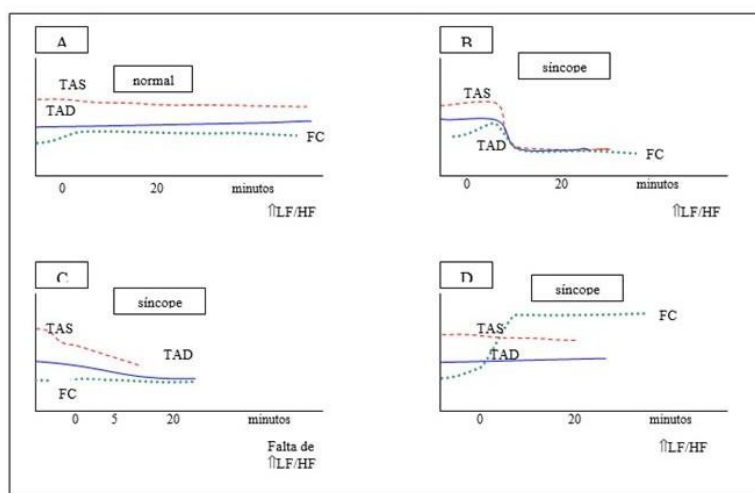 A
normal
TAS
TAD
FC
0 20 minutos
⇑LF/HF
B
síncope
TAS
TAD
FC
0 20 minutos
⇑LF/HF
C
síncope
TAS
TAD
FC
0 5 20 minutos
Falta de
⇑LF/HF
D
síncope
FC
TAS
TAD
0 20 minutos
⇑LF/HF